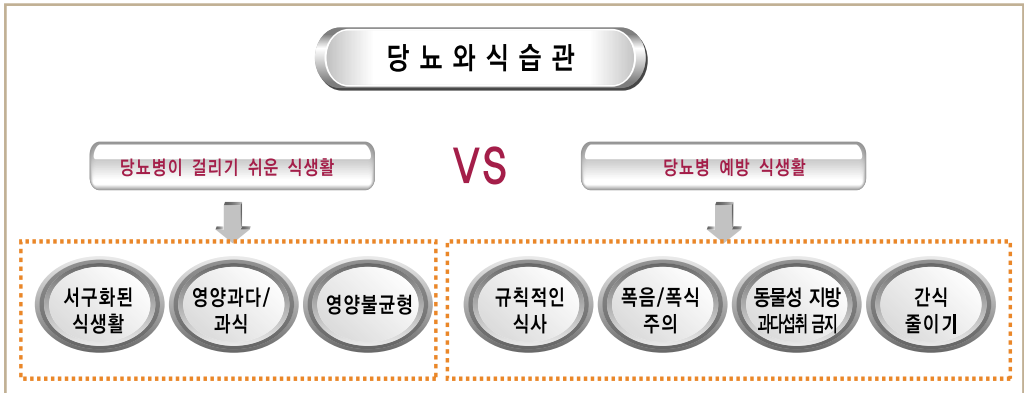 당뇨와식습관
당뇨병이 걸리기 쉬운 식생활
VS
당뇨병 예방 식생활
서구화된
식생활
영양과다/
과식
영양불균형
규칙적인
식사
폭음/폭식
주의
동물성 지방
과다섭취 금지
간식
줄이기